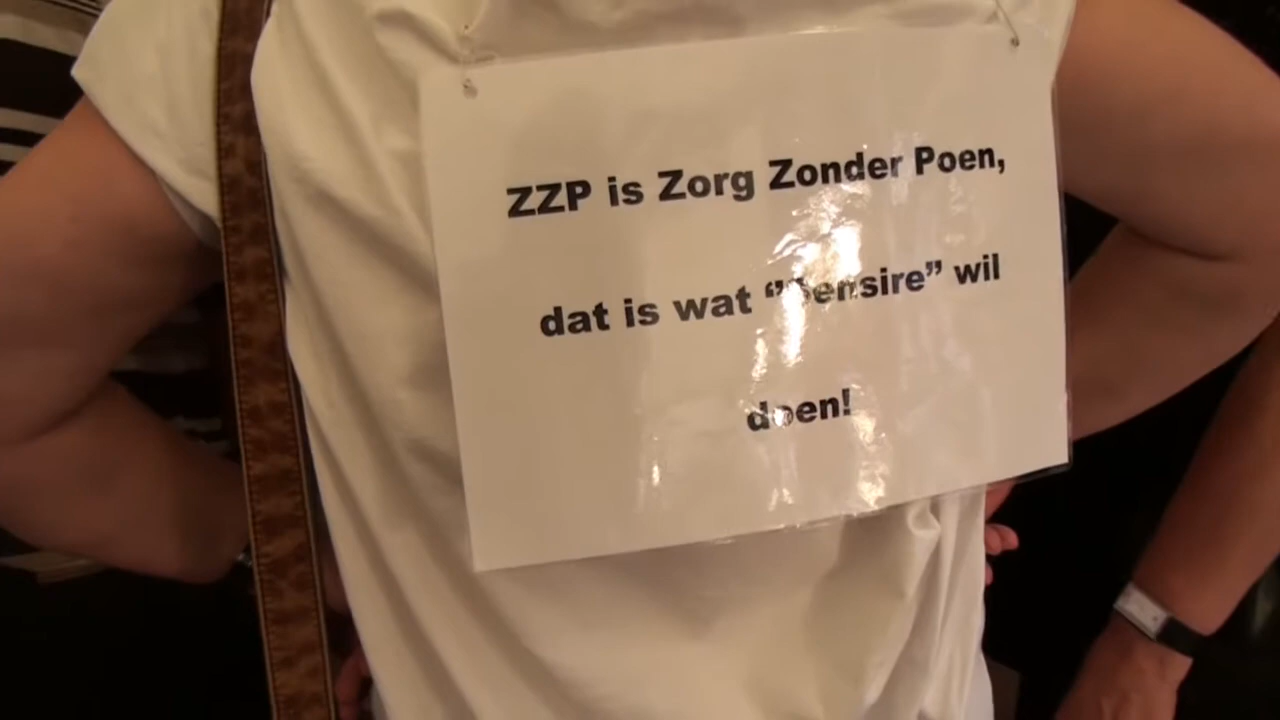 ZZP is Zorg Zonder Poen,
dat is wat “Sensire” wil
doen!